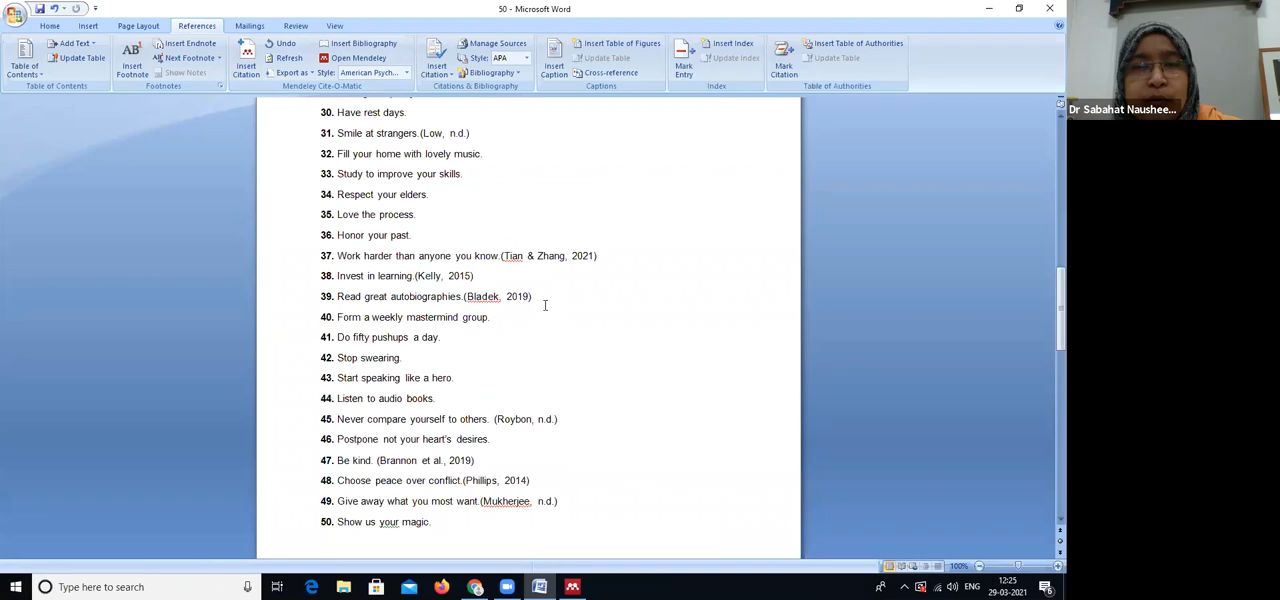 50 - Microsoft Word
Home Insert Page Layout References Mailings Review View
Table of Contents
Add Text
Update Table
Table of Contents
AB¹
Insert Footnote
Insert Endnote
Next Footnote
Show Notes
Footnotes
Insert Citation
Undo
Refresh
Export as
Insert Bibliography
Open Mendeley
Style: American Psych...
Mendeley Cite-O-Matic
Insert Citation
Manage Sources
Style: APA
Bibliography
Citations & Bibliography
Insert Caption
Insert Table of Figures
Update Table
Cross-reference
Captions
Mark Entry
Insert Index
Update Index
Index
Mark Citation
Insert Table of Authorities
Update Table
Table of Authorities
Dr Sabahat Naushee...
30. Have rest days.
31. Smile at strangers.(Low, n.d.)
32. Fill your home with lovely music.
33. Study to improve your skills.
34. Respect your elders.
35. Love the process.
36. Honor your past.
37. Work harder than anyone you know.(Tian & Zhang, 2021)
38. Invest in learning.(Kelly, 2015)
39. Read great autobiographies.(Bladek, 2019)
40. Form a weekly mastermind group.
41. Do fifty pushups a day.
42. Stop swearing.
43. Start speaking like a hero.
44. Listen to audio books.
45. Never compare yourself to others. (Roybon, n.d.)
46. Postpone not your heart's desires.
47. Be kind. (Brannon et al., 2019)
48. Choose peace over conflict.(Phillips, 2014)
49. Give away what you most want.(Mukherjee, n.d.)
50. Show us your magic.
100%
Type here to search
ENG
12:25
29-03-2021
6